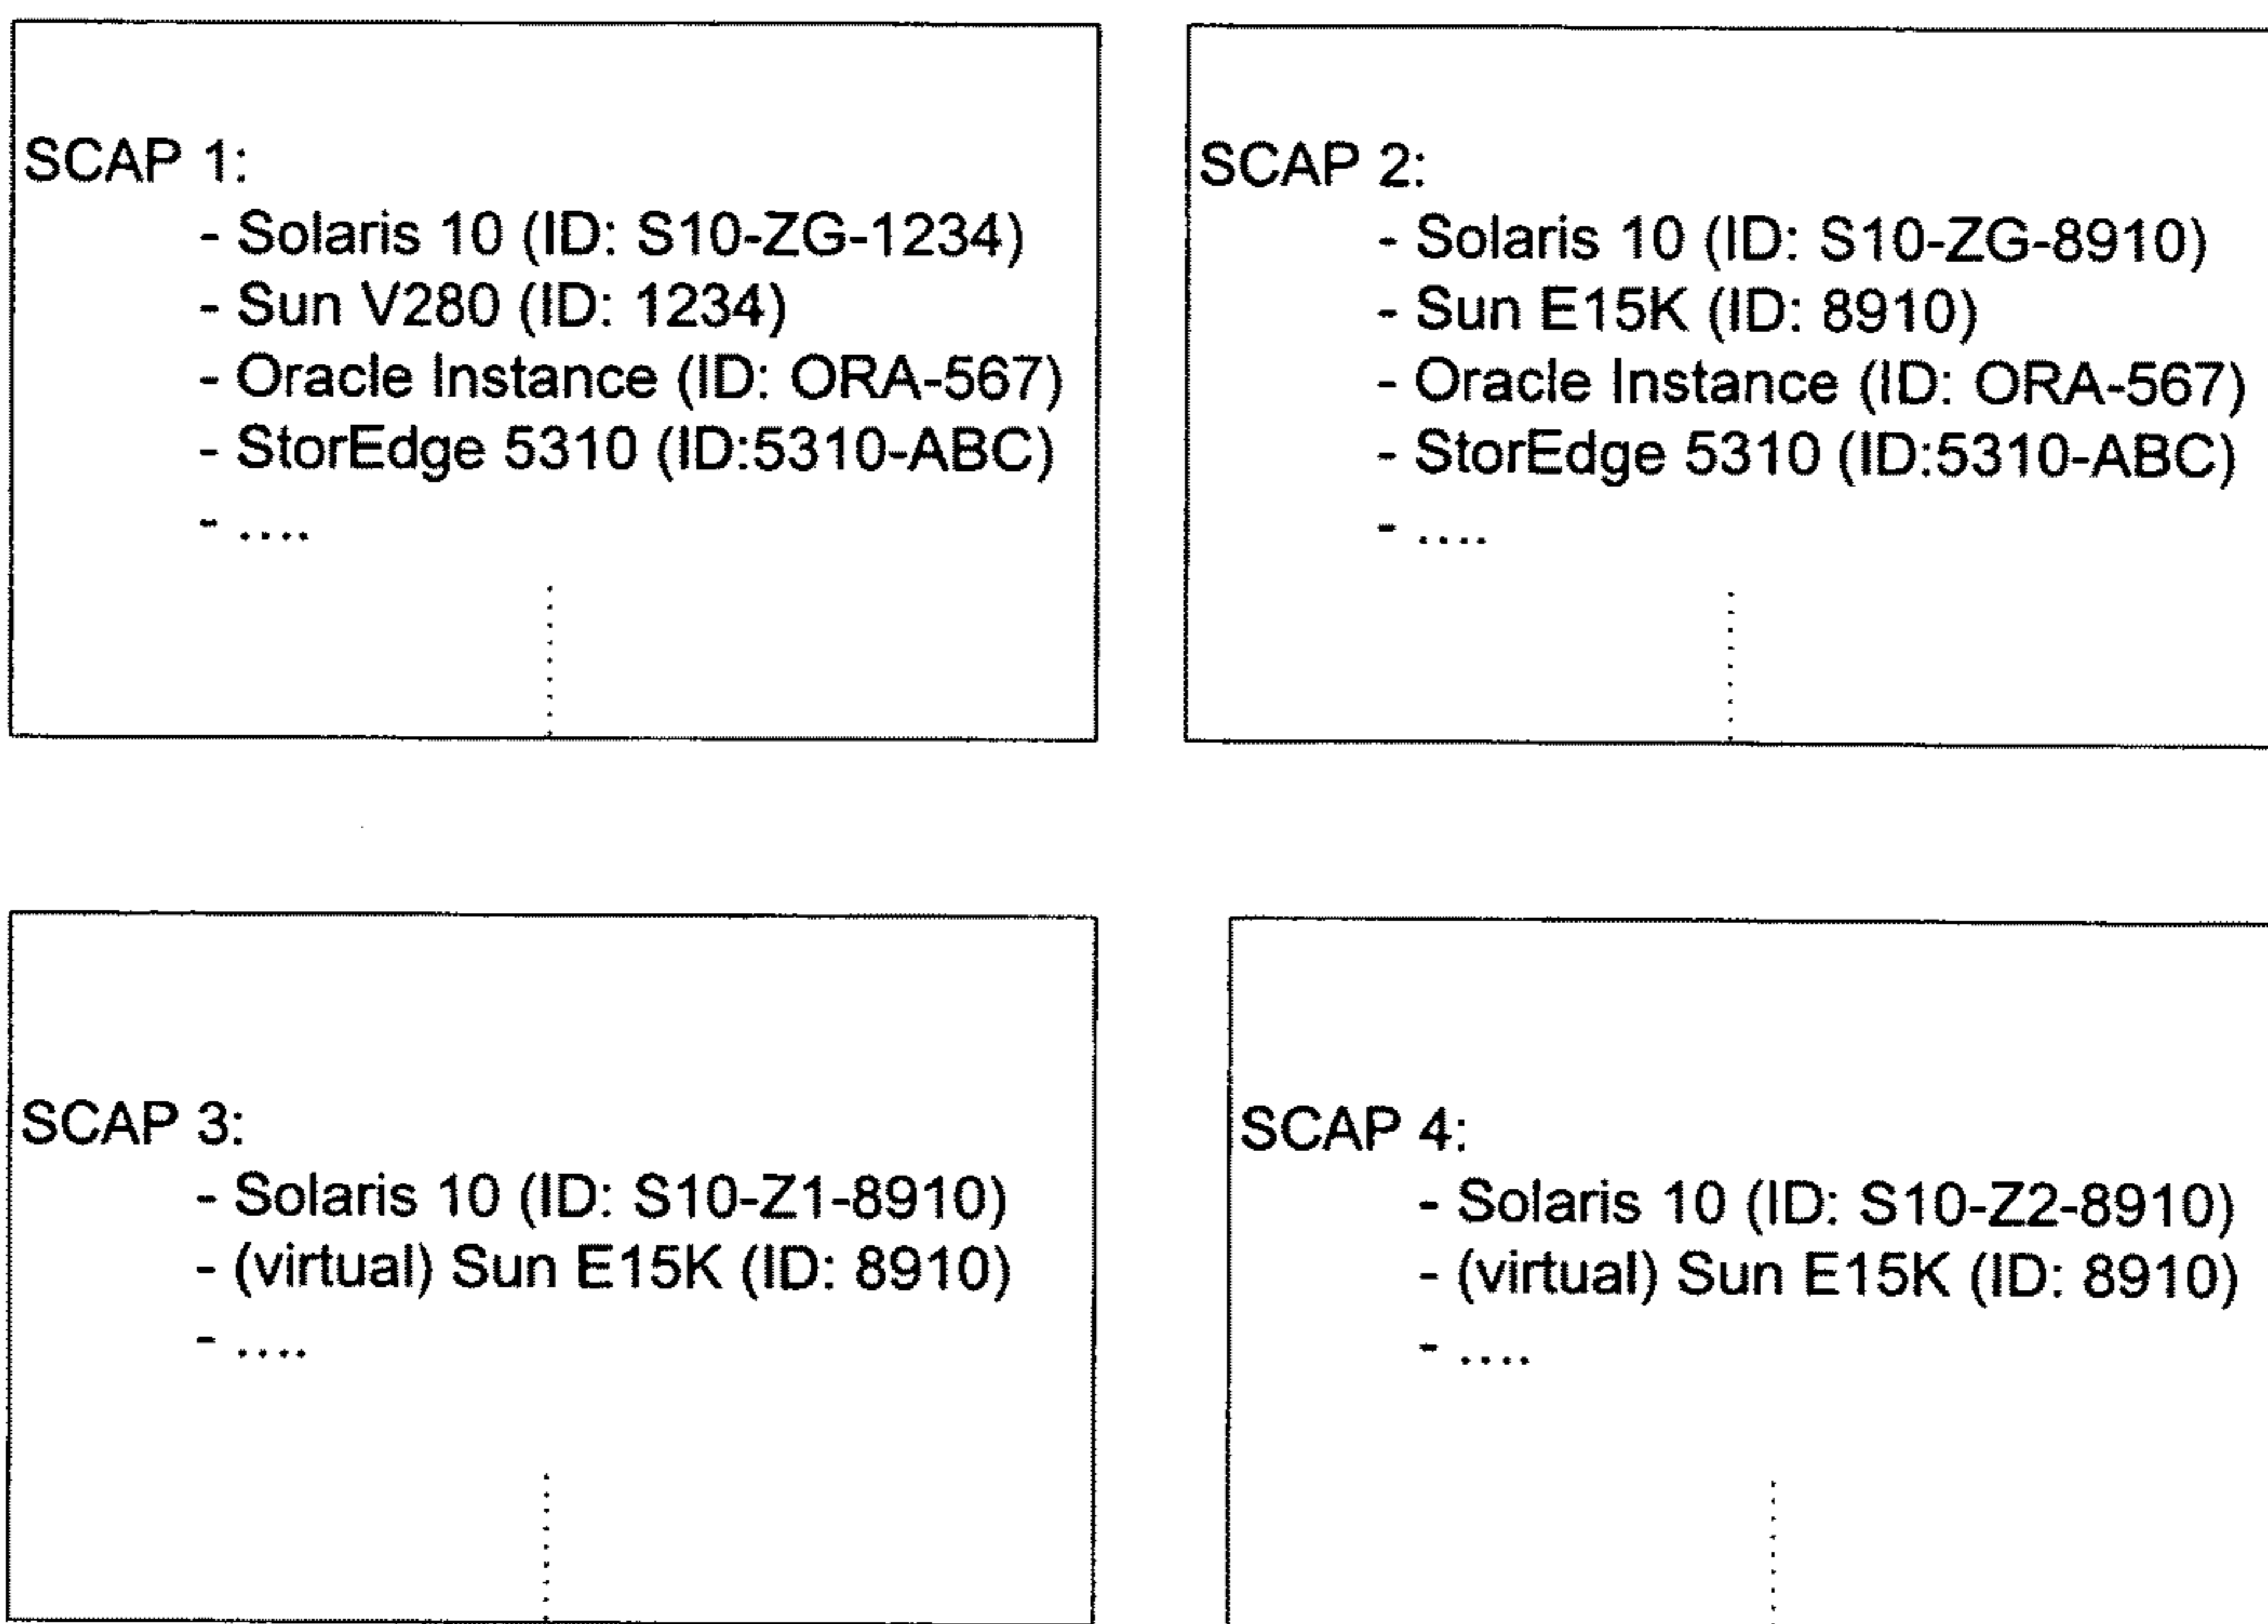 SCAP 1:
- Solaris 10 (ID: S10-ZG-1234)
- Sun V280 (ID: 1234)
- Oracle Instance (ID: ORA-567)
- StorEdge 5310 (ID:5310-ABC)
- ....
SCAP 2:
- Solaris 10 (ID: S10-ZG-8910)
- Sun E15K (ID: 8910)
- Oracle Instance (ID: ORA-567)
- StorEdge 5310 (ID:5310-ABC)
- ....
SCAP 3:
- Solaris 10 (ID: S10-Z1-8910)
- (virtual) Sun E15K (ID: 8910)
- ....
SCAP 4:
- Solaris 10 (ID: S10-Z2-8910)
- (virtual) Sun E15K (ID: 8910)
- ....